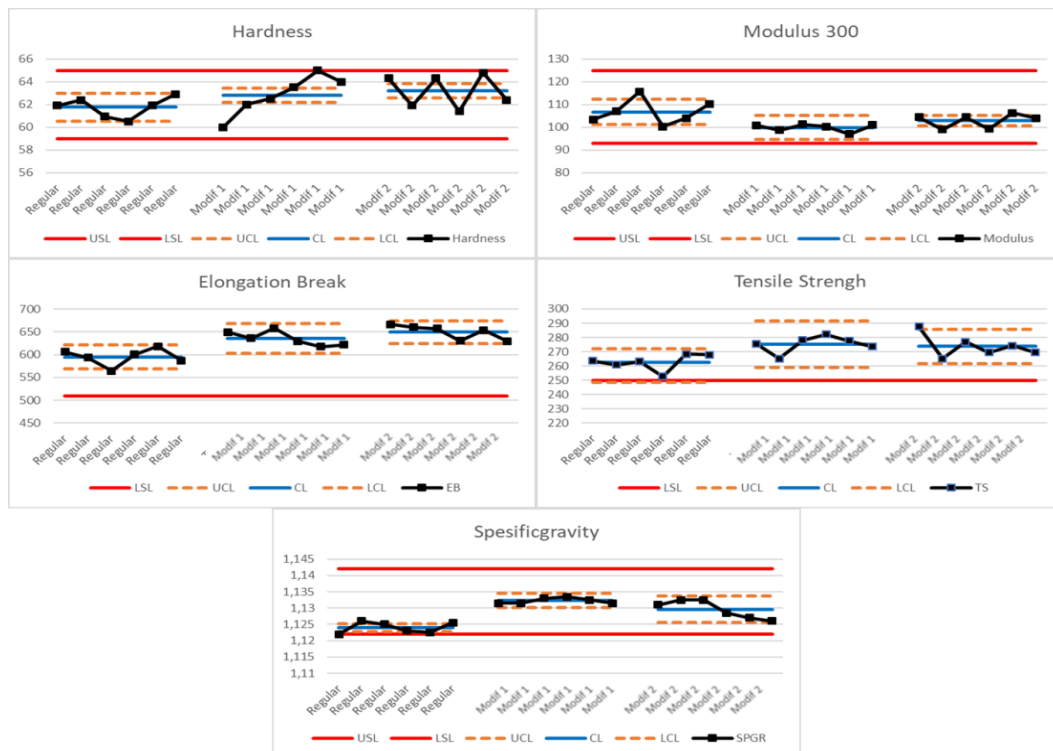 Hardness
66
64
62
60
58
56
Regular Regular Regular Regular Regular Regular Modif 1 Modif 1 Modif 1 Modif 1 Modif 1 Modif 1 Modif 2 Modif 2 Modif 2 Modif 2 Modif 2 Modif 2
USL LSL UCL CL LCL Hardness
Modulus 300
130
120
110
100
90
80
Regular Regular Regular Regular Regular Regular Modif 1 Modif 1 Modif 1 Modif 1 Modif 1 Modif 1 Modif 2 Modif 2 Modif 2 Modif 2 Modif 2 Modif 2
USL LSL UCL CL LCL Modulus
Elongation Break
700
650
600
550
500
450
Regular Regular Regular Regular Regular Regular Modif 1 Modif 1 Modif 1 Modif 1 Modif 1 Modif 1 Modif 2 Modif 2 Modif 2 Modif 2 Modif 2 Modif 2
LSL UCL CL LCL EB
Tensile Strengh
300
290
280
270
260
250
240
230
220
Regular Regular Regular Regular Regular Regular Modif 1 Modif 1 Modif 1 Modif 1 Modif 1 Modif 1 Modif 2 Modif 2 Modif 2 Modif 2 Modif 2 Modif 2
LSL UCL CL LCL TS
Spesificgravity
1,145
1,14
1,135
1,13
1,125
1,12
1,115
1,11
Regular Regular Regular Regular Regular Regular Modif 1 Modif 1 Modif 1 Modif 1 Modif 1 Modif 1 Modif 2 Modif 2 Modif 2 Modif 2 Modif 2 Modif 2
USL LSL UCL CL LCL SPGR